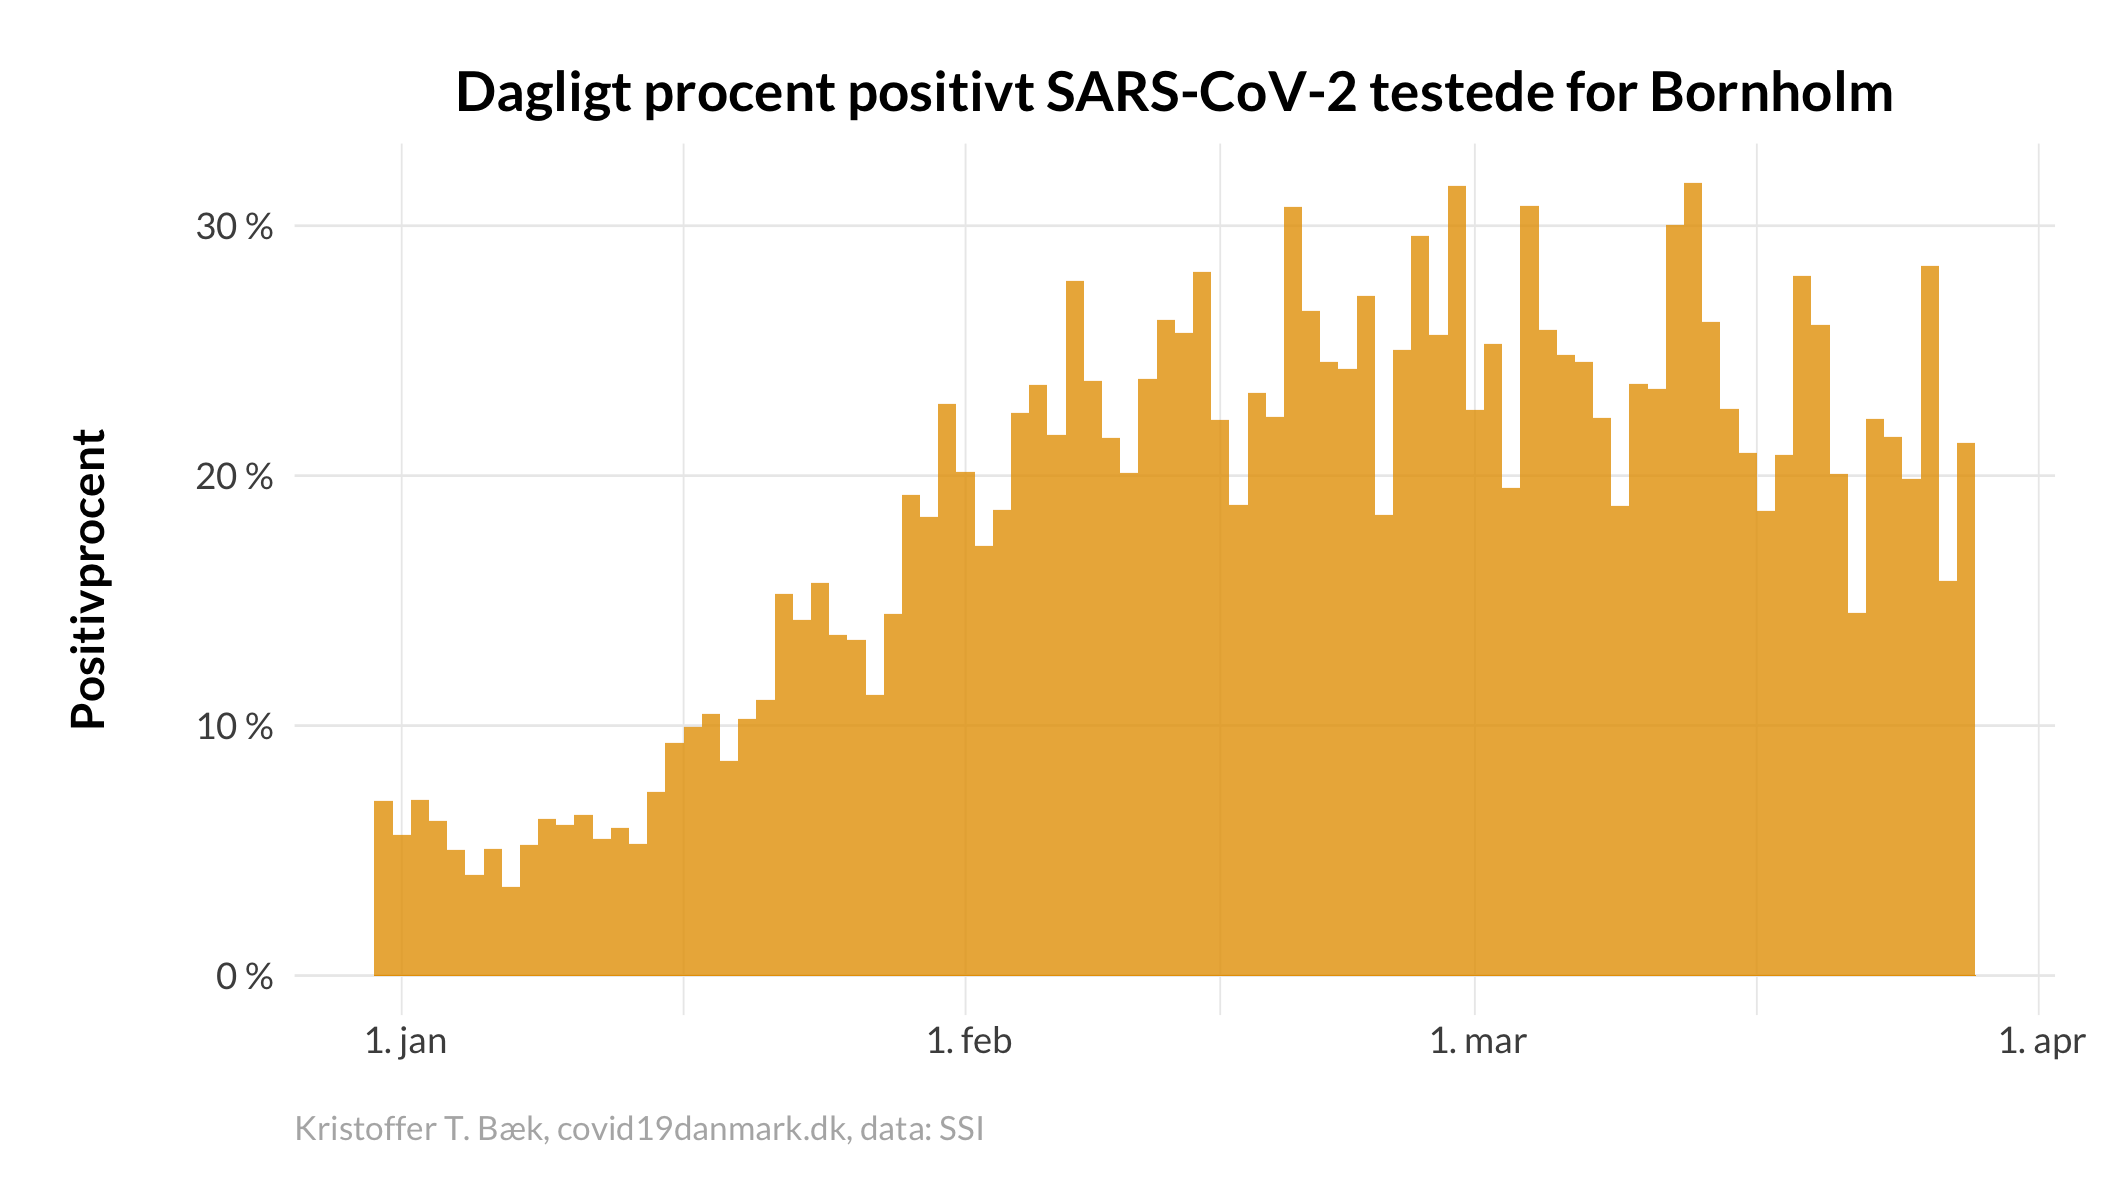 Dagligt procent positivt SARS-CoV-2 testede for Bornholm
Positivprocent
30 %
20 %
10 %
0 %
1. jan
1. feb
1. mar
1. apr
Kristoffer T. Bæk, covid19danmark.dk, data: SSI